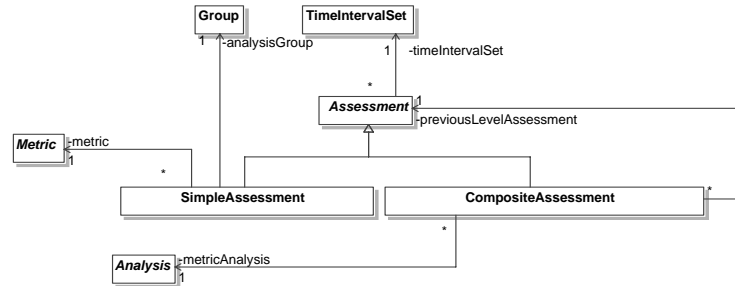 Group
TimeIntervalSet
1
-analysisGroup
1
-timeIntervalSet
*
Assessment
1
-previousLevelAssessment
Metric
-metric
1
*
SimpleAssessment
CompositeAssessment
*
*
Analysis
-metricAnalysis
1